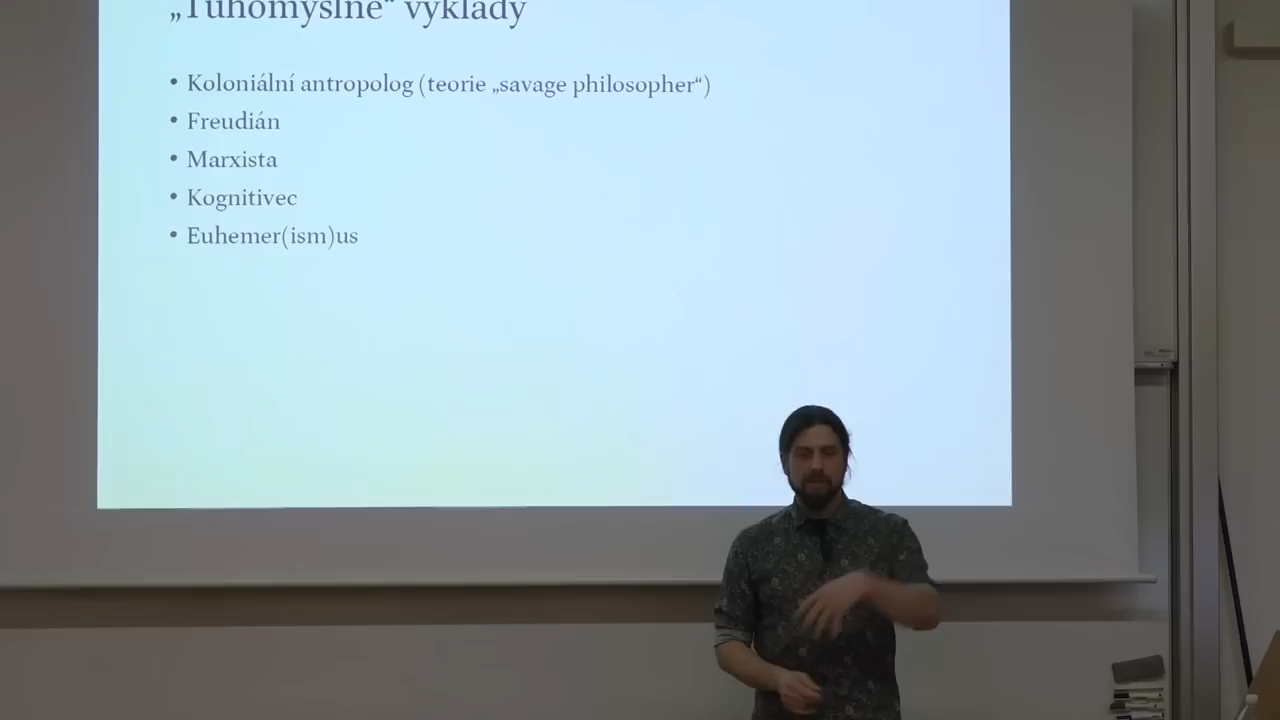 „Tuhomyslné“ výklady
• Koloniální antropolog (teorie „savage philosopher“)
• Freudián
• Marxista
• Kognitivec
• Euhemer(ism)us